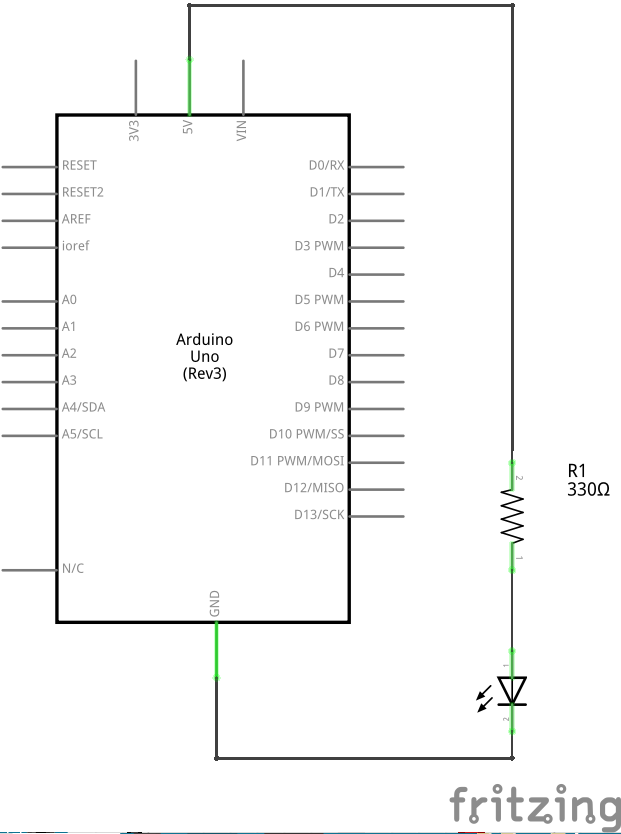 3V3
5V
VIN
RESET
RESET2
AREF
ioref
A0
A1
A2
A3
A4/SDA
A5/SCL
N/C
Arduino
Uno
(Rev3)
D0/RX
D1/TX
D2
D3 PWM
D4
D5 PWM
D6 PWM
D7
D8
D9 PWM
D10 PWM/SS
D11 PWM/MOSI
D12/MISO
D13/SCK
GND
2
R1
330Ω
1
1
2
fritzing